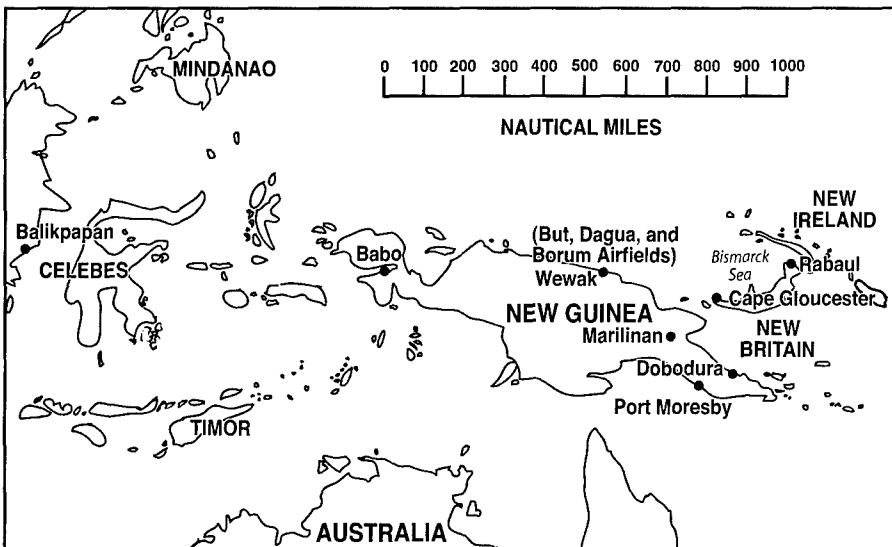 MINDANAO
0 100 200 300 400 500 600 700 800 900 1000
NAUTICAL MILES
NEW
IRELAND
Balikpapan
CELEBES
Babo
(But, Dagua, and
Borum Airfields)
Wewak
Bismarck
Sea
Rabaul
Cape Gloucester
NEW GUINEA
Marilinan
NEW
BRITAIN
Dobodura
Port Moresby
TIMOR
AUSTRALIA